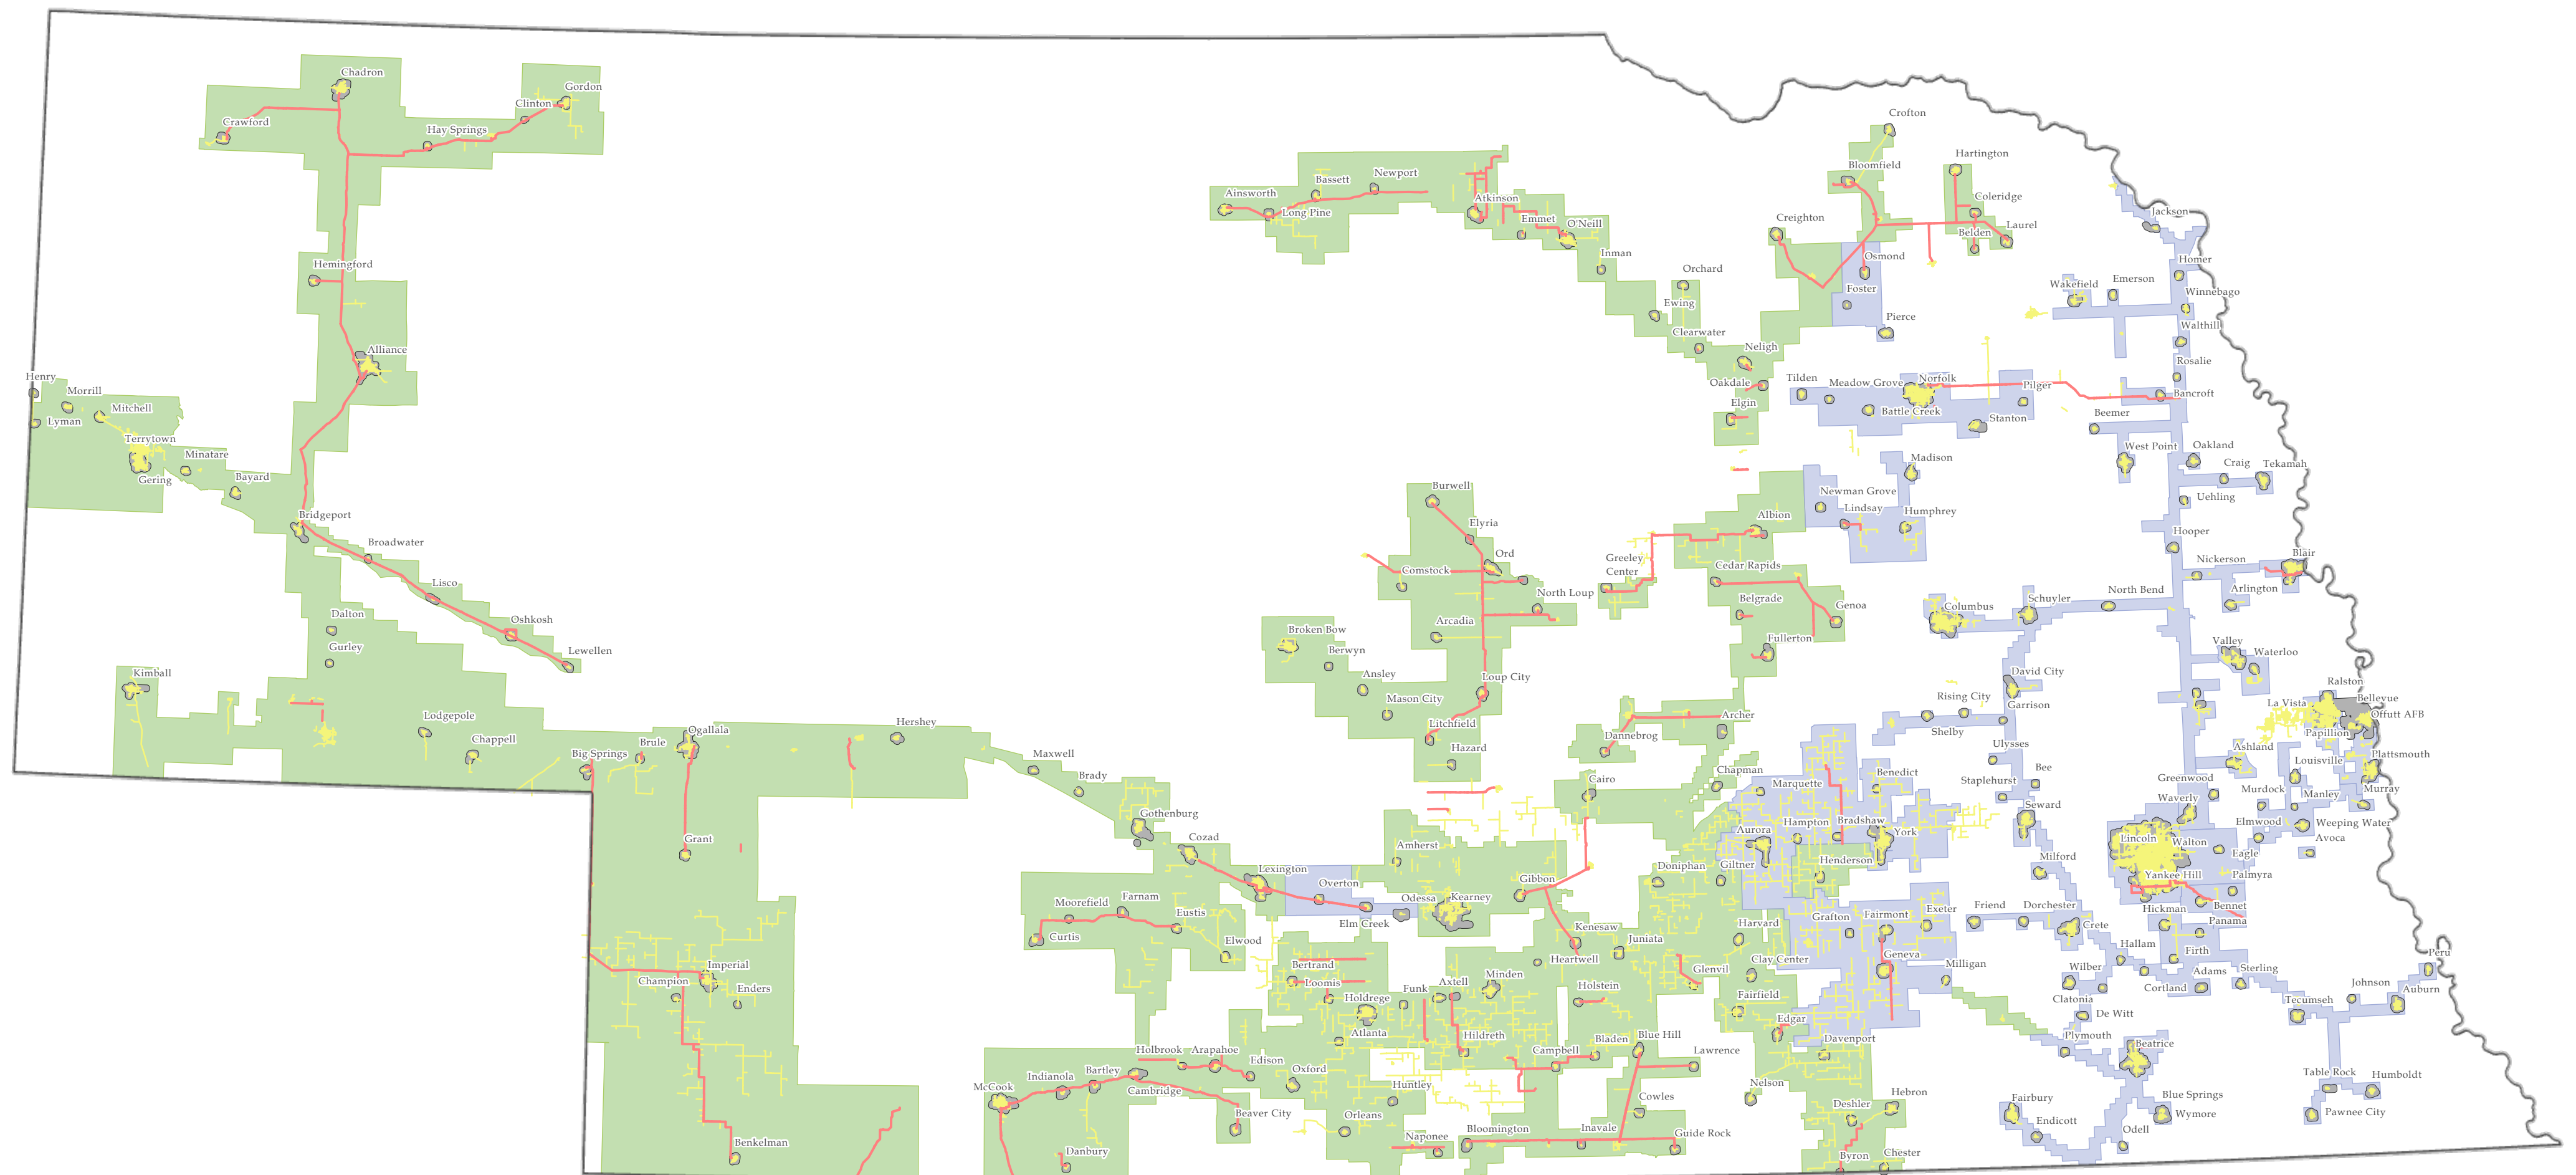 Chadron
Gordon
Clinton
Crawford
Hay Springs
Crofton
Hartington
Bloomfield
Bassett
Newport
Ainsworth
Long Pine
Atkinson
Emmet
O'Neill
Coleridge
Creighton
Laurel
Belden
Jackson
Inman
Osmond
Homer
Hemingford
Orchard
Foster
Wakefield
Emerson
Winnebago
Ewing
Pierce
Walthill
Clearwater
Neligh
Alliance
Rosalie
Henry
Morrill
Oakdale
Tilden
Meadow Grove
Norfolk
Pilger
Bancroft
Mitchell
Lyman
Elgin
Battle Creek
Beemer
Stanton
Terrytown
Minatare
West Point
Oakland
Gering
Bayard
Madison
Craig
Tekamah
Burwell
Newman Grove
Uehling
Bridgeport
Elyria
Albion
Lindsay
Humphrey
Hooper
Broadwater
Ord
Greeley
Center
Cedar Rapids
Nickerson
Blair
Lisco
Comstock
North Loup
Belgrade
Genoa
Columbus
Schuyler
North Bend
Arlington
Dalton
Oshkosh
Arcadia
Fullerton
Broken Bow
Gurley
Lewellen
Berwyn
Valley
Waterloo
Kimball
Ansley
Loup City
David City
Ralston
Mason City
Rising City
Garrison
La Vista
Bellevue
Offutt AFB
Lodgepole
Hershey
Litchfield
Archer
Shelby
Papillion
Chappell
Brule
Ogallala
Dannebrog
Big Springs
Maxwell
Hazard
Ulysses
Ashland
Plattsmouth
Brady
Cairo
Chapman
Marquette
Benedict
Staplehurst
Bee
Greenwood
Louisville
Murdock
Manley
Murray
Gothenburg
Seward
Waverly
Grant
Cozad
Amherst
Aurora
Hampton
Bradshaw
York
Lincoln
Walton
Elmwood
Weeping Water
Avoca
Doniphan
Giltner
Henderson
Milford
Eagle
Lexington
Overton
Gibbon
Yankee Hill
Palmyra
Moorefield
Farnam
Eustis
Odessa
Kearney
Bennet
Elm Creek
Harvard
Grafton
Fairmont
Exeter
Friend
Dorchester
Crete
Hickman
Panama
Curtis
Elwood
Kenesaw
Juniata
Heartwell
Hallam
Firth
Imperial
Bertrand
Loomis
Minden
Glenvil
Clay Center
Geneva
Milligan
Wilber
Adams
Sterling
Peru
Champion
Enders
Holdrege
Funk
Axtell
Holstein
Fairfield
Cortland
Clatonia
Tecumseh
Johnson
Auburn
De Witt
Atlanta
Hildreth
Edgar
Plymouth
Holbrook
Arapahoe
Edison
Campbell
Bladen
Blue Hill
Lawrence
Davenport
Beatrice
McCook
Indianola
Bartley
Cambridge
Oxford
Huntley
Nelson
Table Rock
Humboldt
Beaver City
Orleans
Cowles
Deshler
Hebron
Fairbury
Endicott
Blue Springs
Wymore
Pawnee City
Benkelman
Danbury
Naponee
Bloomington
Inavale
Guide Rock
Odell
Byron
Chester